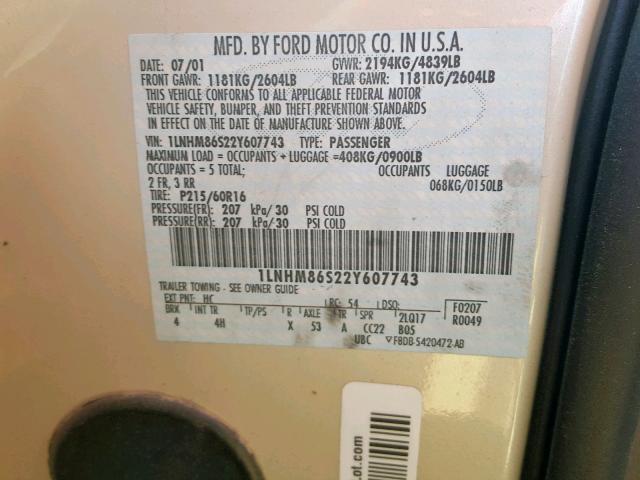 MFD. BY FORD MOTOR CO. IN U.S.A.
DATE: 07/01 GVWR: 2194KG/4839LB
FRONT GAWR: 1181KG/2604LB REAR GAWR: 1181KG/2604LB
THIS VEHICLE CONFORMS TO ALL APPLICABLE FEDERAL MOTOR
VEHICLE SAFETY, BUMPER, AND THEFT PREVENTION STANDARDS
IN EFFECT ON THE DATE OF MANUFACTURE SHOWN ABOVE.
VIN: 1LNHM86S22Y607743 TYPE: PASSENGER
MAXIMUM LOAD = OCCUPANTS + LUGGAGE =408KG/0900LB
OCCUPANTS = 5 TOTAL; OCCUPANTS LUGGAGE
2 FR, 3 RR 068KG/0150LB
TIRE: P215/60R16
PRESSURE(FR) 207 kPa/30 PSI COLD
PRESSURE(RR) 207 kPa/30 PSI COLD
1LNHM86S22Y607743
TRAILER TOWING - SEE OWNER GUIDE
EXT PNT: HC RC: 54 DSO: F0207
BRK INT TR TP/PS R AXLE TR SPR 2LQ17 R0049
4 4H X 53 A CC22 B05
UBC ▽F8DB-5420472-AB
ot.com